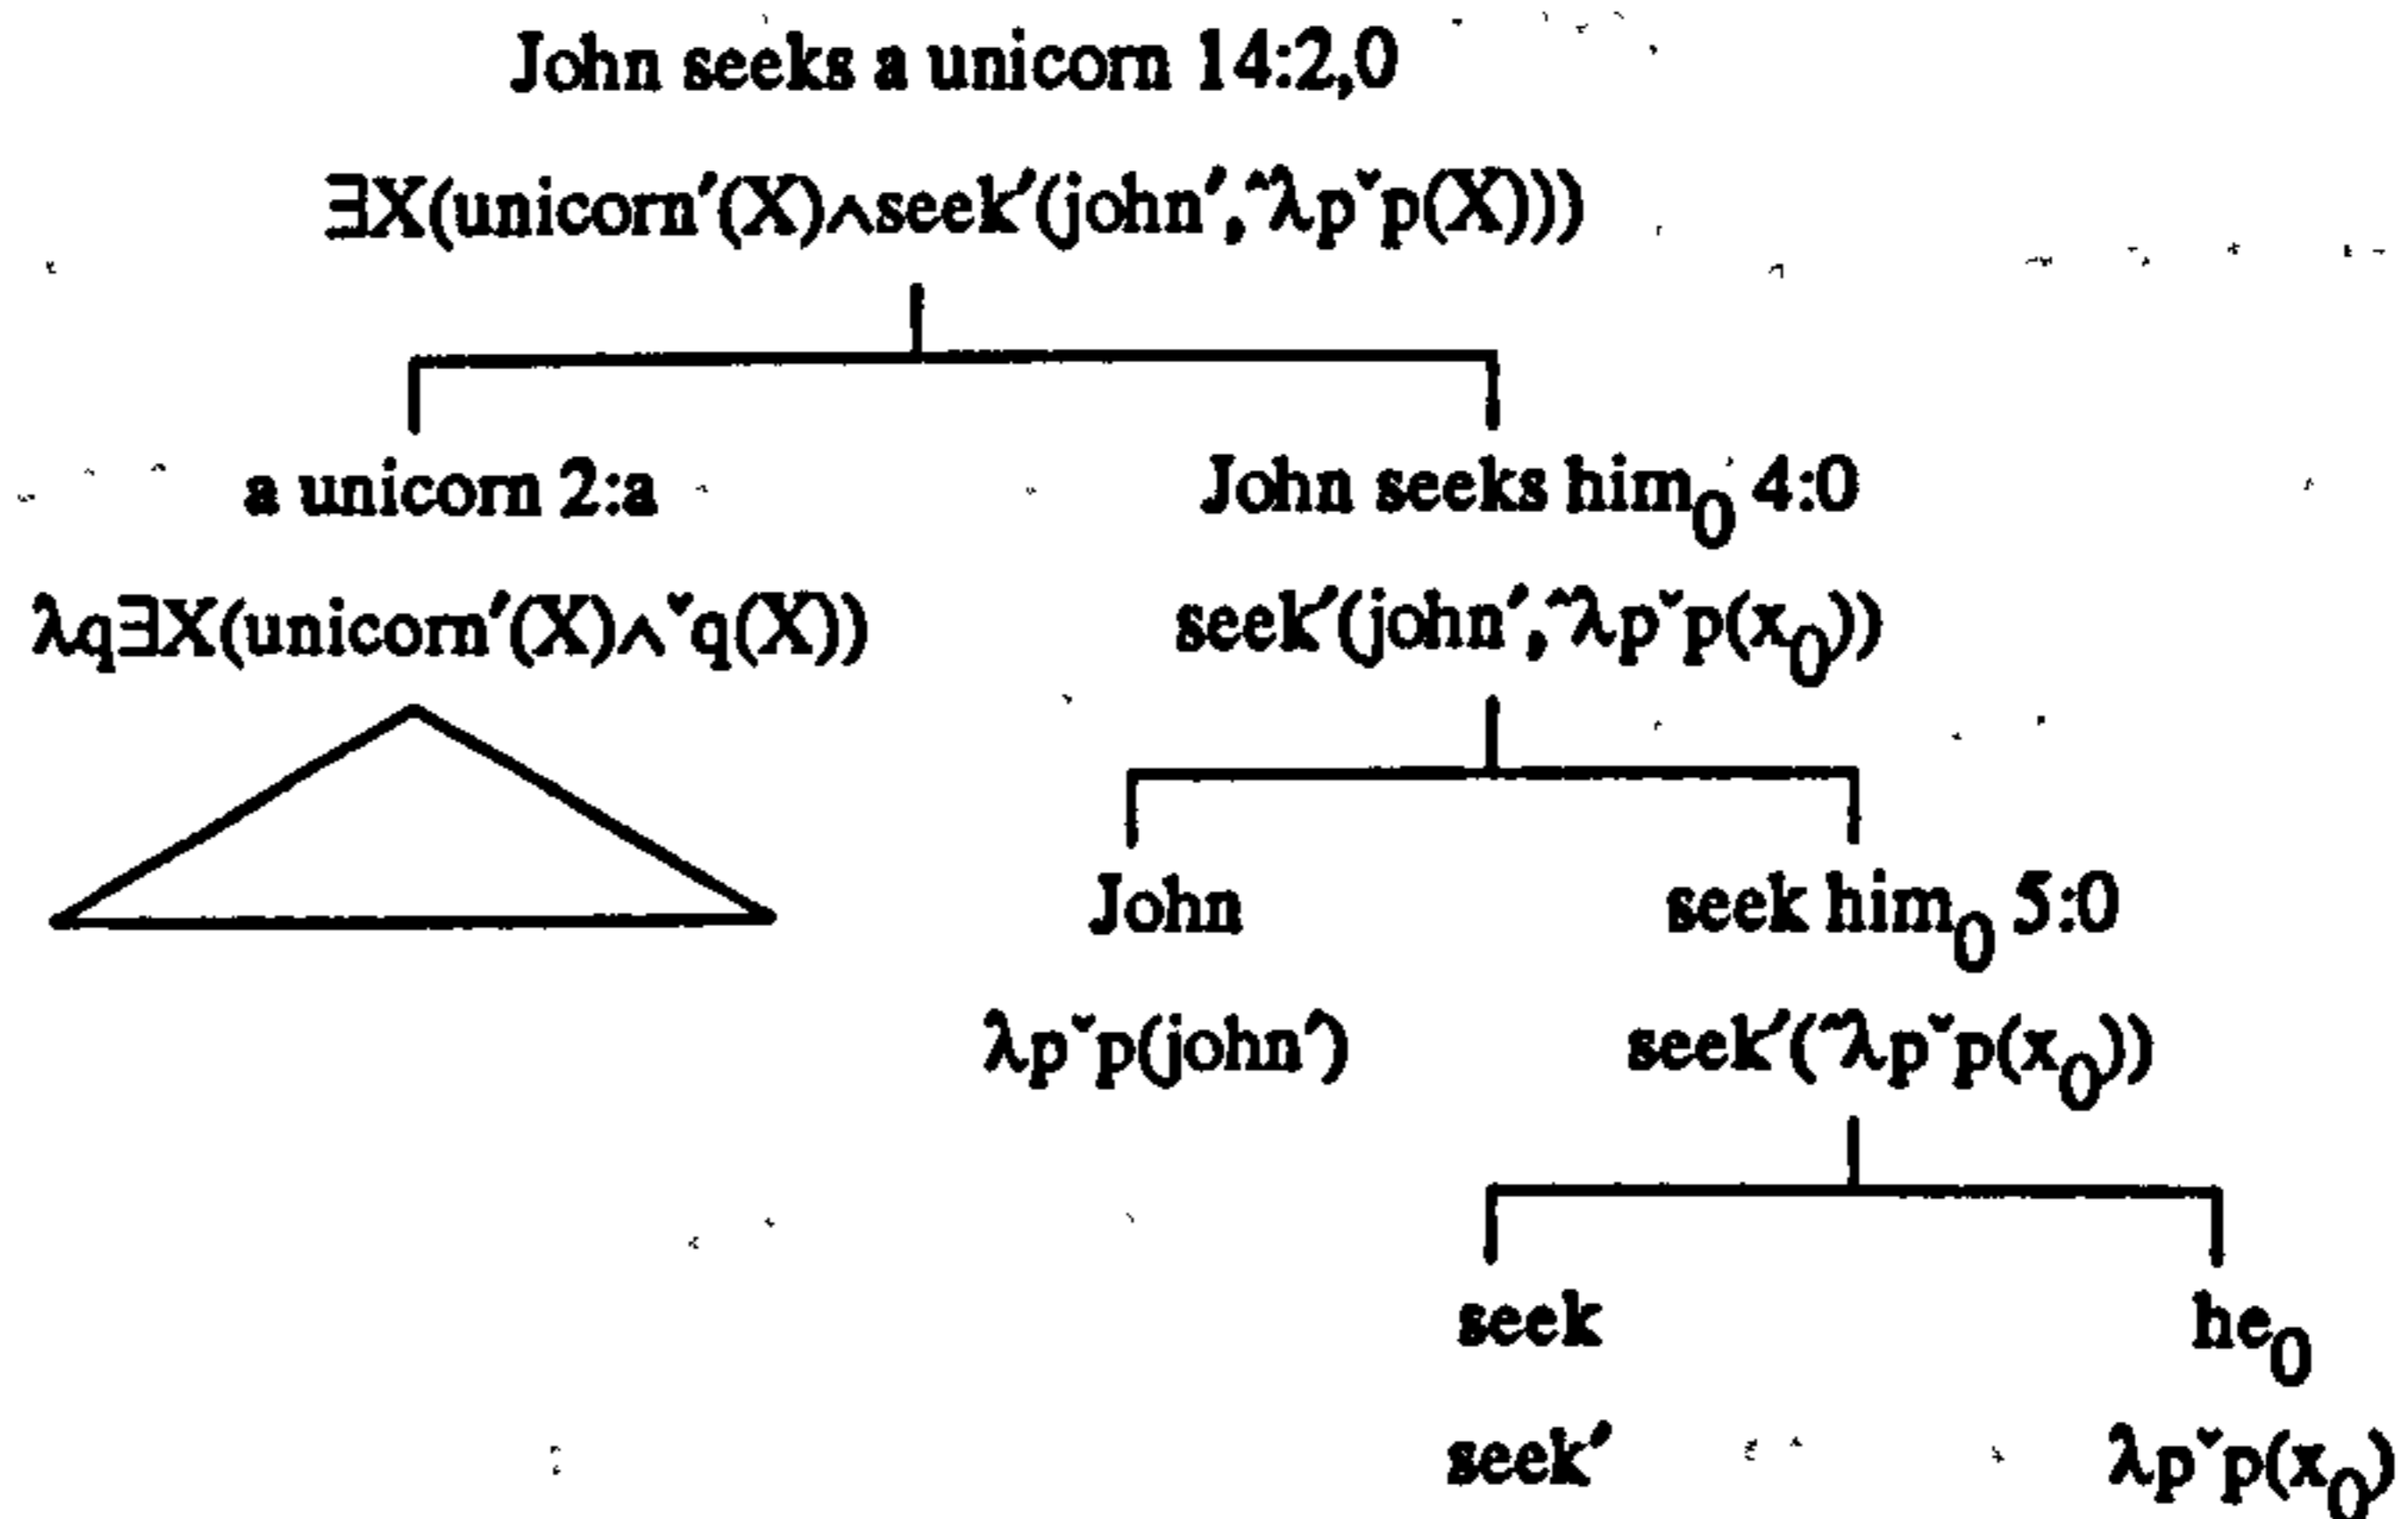 John seeks a unicorn 14:2,0
∃X(unicorn′(X)∧seek′(john′,ˆλpˇp(X)))
a unicorn 2:a
John seeks him₀ 4:0
λq∃X(unicorn′(X)∧ˇq(X))
seek′(john′,ˆλpˇp(x₀))
John
seek him₀ 5:0
λpˇp(john′)
seek′(ˆλpˇp(x₀))
seek
he₀
seek′
λpˇp(x₀)